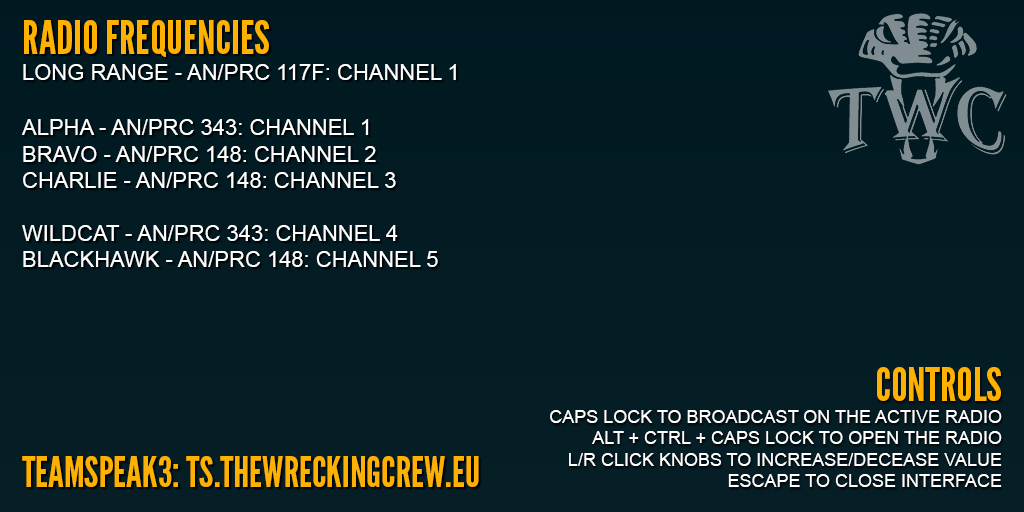 RADIO FREQUENCIES
LONG RANGE - AN/PRC 117F: CHANNEL 1
ALPHA - AN/PRC 343: CHANNEL 1
BRAVO - AN/PRC 148: CHANNEL 2
CHARLIE - AN/PRC 148: CHANNEL 3
WILDCAT - AN/PRC 343: CHANNEL 4
BLACKHAWK - AN/PRC 148: CHANNEL 5
TWC
CONTROLS
CAPS LOCK TO BROADCAST ON THE ACTIVE RADIO
ALT + CTRL + CAPS LOCK TO OPEN THE RADIO
L/R CLICK KNOBS TO INCREASE/DECEASE VALUE
ESCAPE TO CLOSE INTERFACE
TEAMSPEAK3: TS.THEWRECKINGCREW.EU